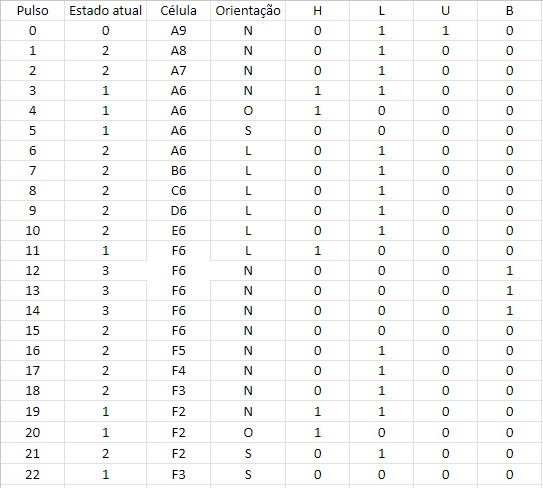 Pulso Estado atual Célula Orientação H L U B
0 0 A9 N 0 1 1 0
1 2 A8 N 0 1 0 0
2 2 A7 N 0 1 0 0
3 1 A6 N 1 1 0 0
4 1 A6 O 1 0 0 0
5 1 A6 S 0 0 0 0
6 2 A6 L 0 1 0 0
7 2 B6 L 0 1 0 0
8 2 C6 L 0 1 0 0
9 2 D6 L 0 1 0 0
10 2 E6 L 0 1 0 0
11 1 F6 L 1 0 0 0
12 3 F6 N 0 0 0 1
13 3 F6 N 0 0 0 1
14 3 F6 N 0 0 0 1
15 2 F6 N 0 0 0 0
16 2 F5 N 0 1 0 0
17 2 F4 N 0 1 0 0
18 2 F3 N 0 1 0 0
19 1 F2 N 1 1 0 0
20 1 F2 O 1 0 0 0
21 2 F2 S 0 1 0 0
22 1 F3 S 0 0 0 0